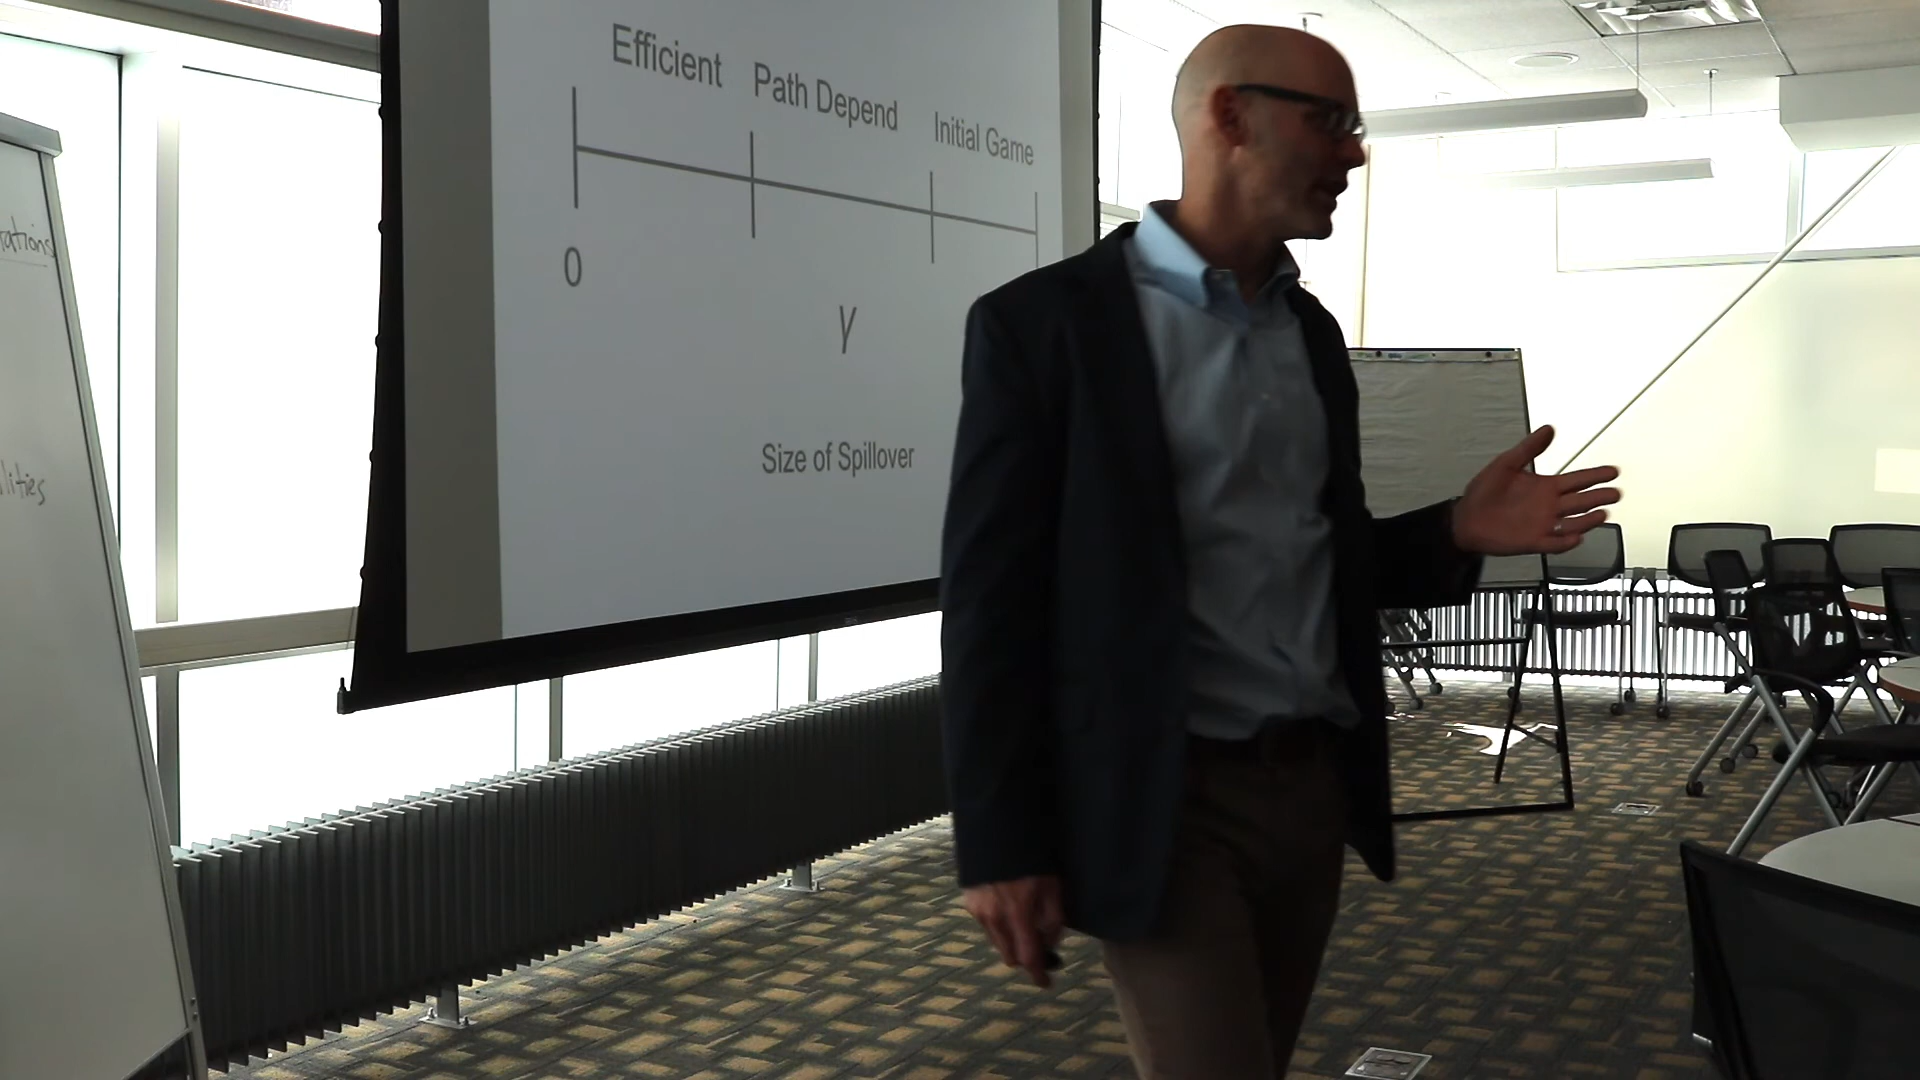 Efficient
Path Depend
Initial Game
0
γ
Size of Spillover